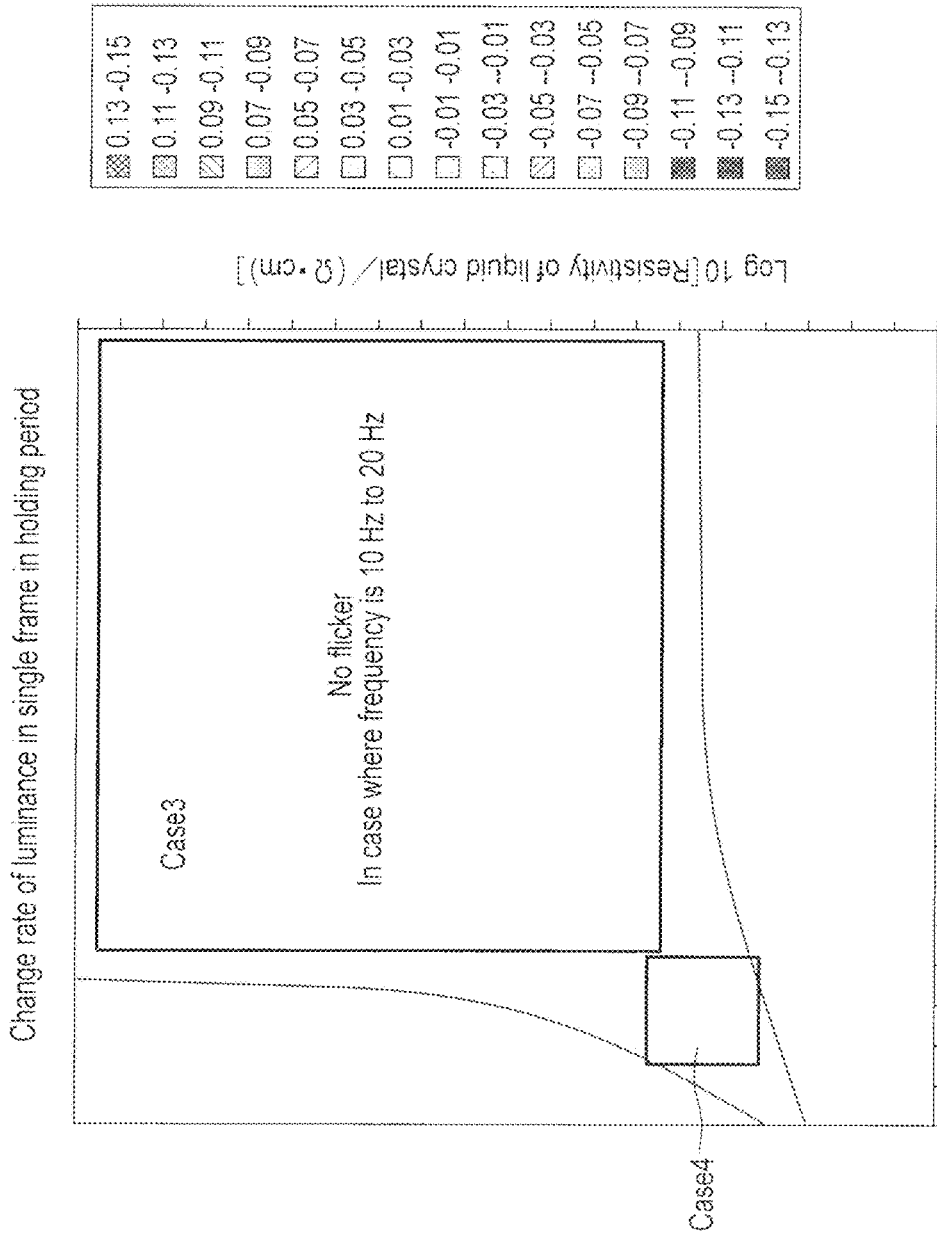 Change rate of luminance in single frame in holding period
Case3
No flicker
In case where frequency is 10 Hz to 20 Hz
Case4
Log 10[Resistivity of liquid crystal／(Ω・cm)]
0.13 -0.15
0.11 -0.13
0.09 -0.11
0.07 -0.09
0.05 -0.07
0.03 -0.05
0.01 -0.03
-0.01 -0.01
-0.03 --0.01
-0.05 --0.03
-0.07 --0.05
-0.09 --0.07
-0.11 --0.09
-0.13 --0.11
-0.15 --0.13